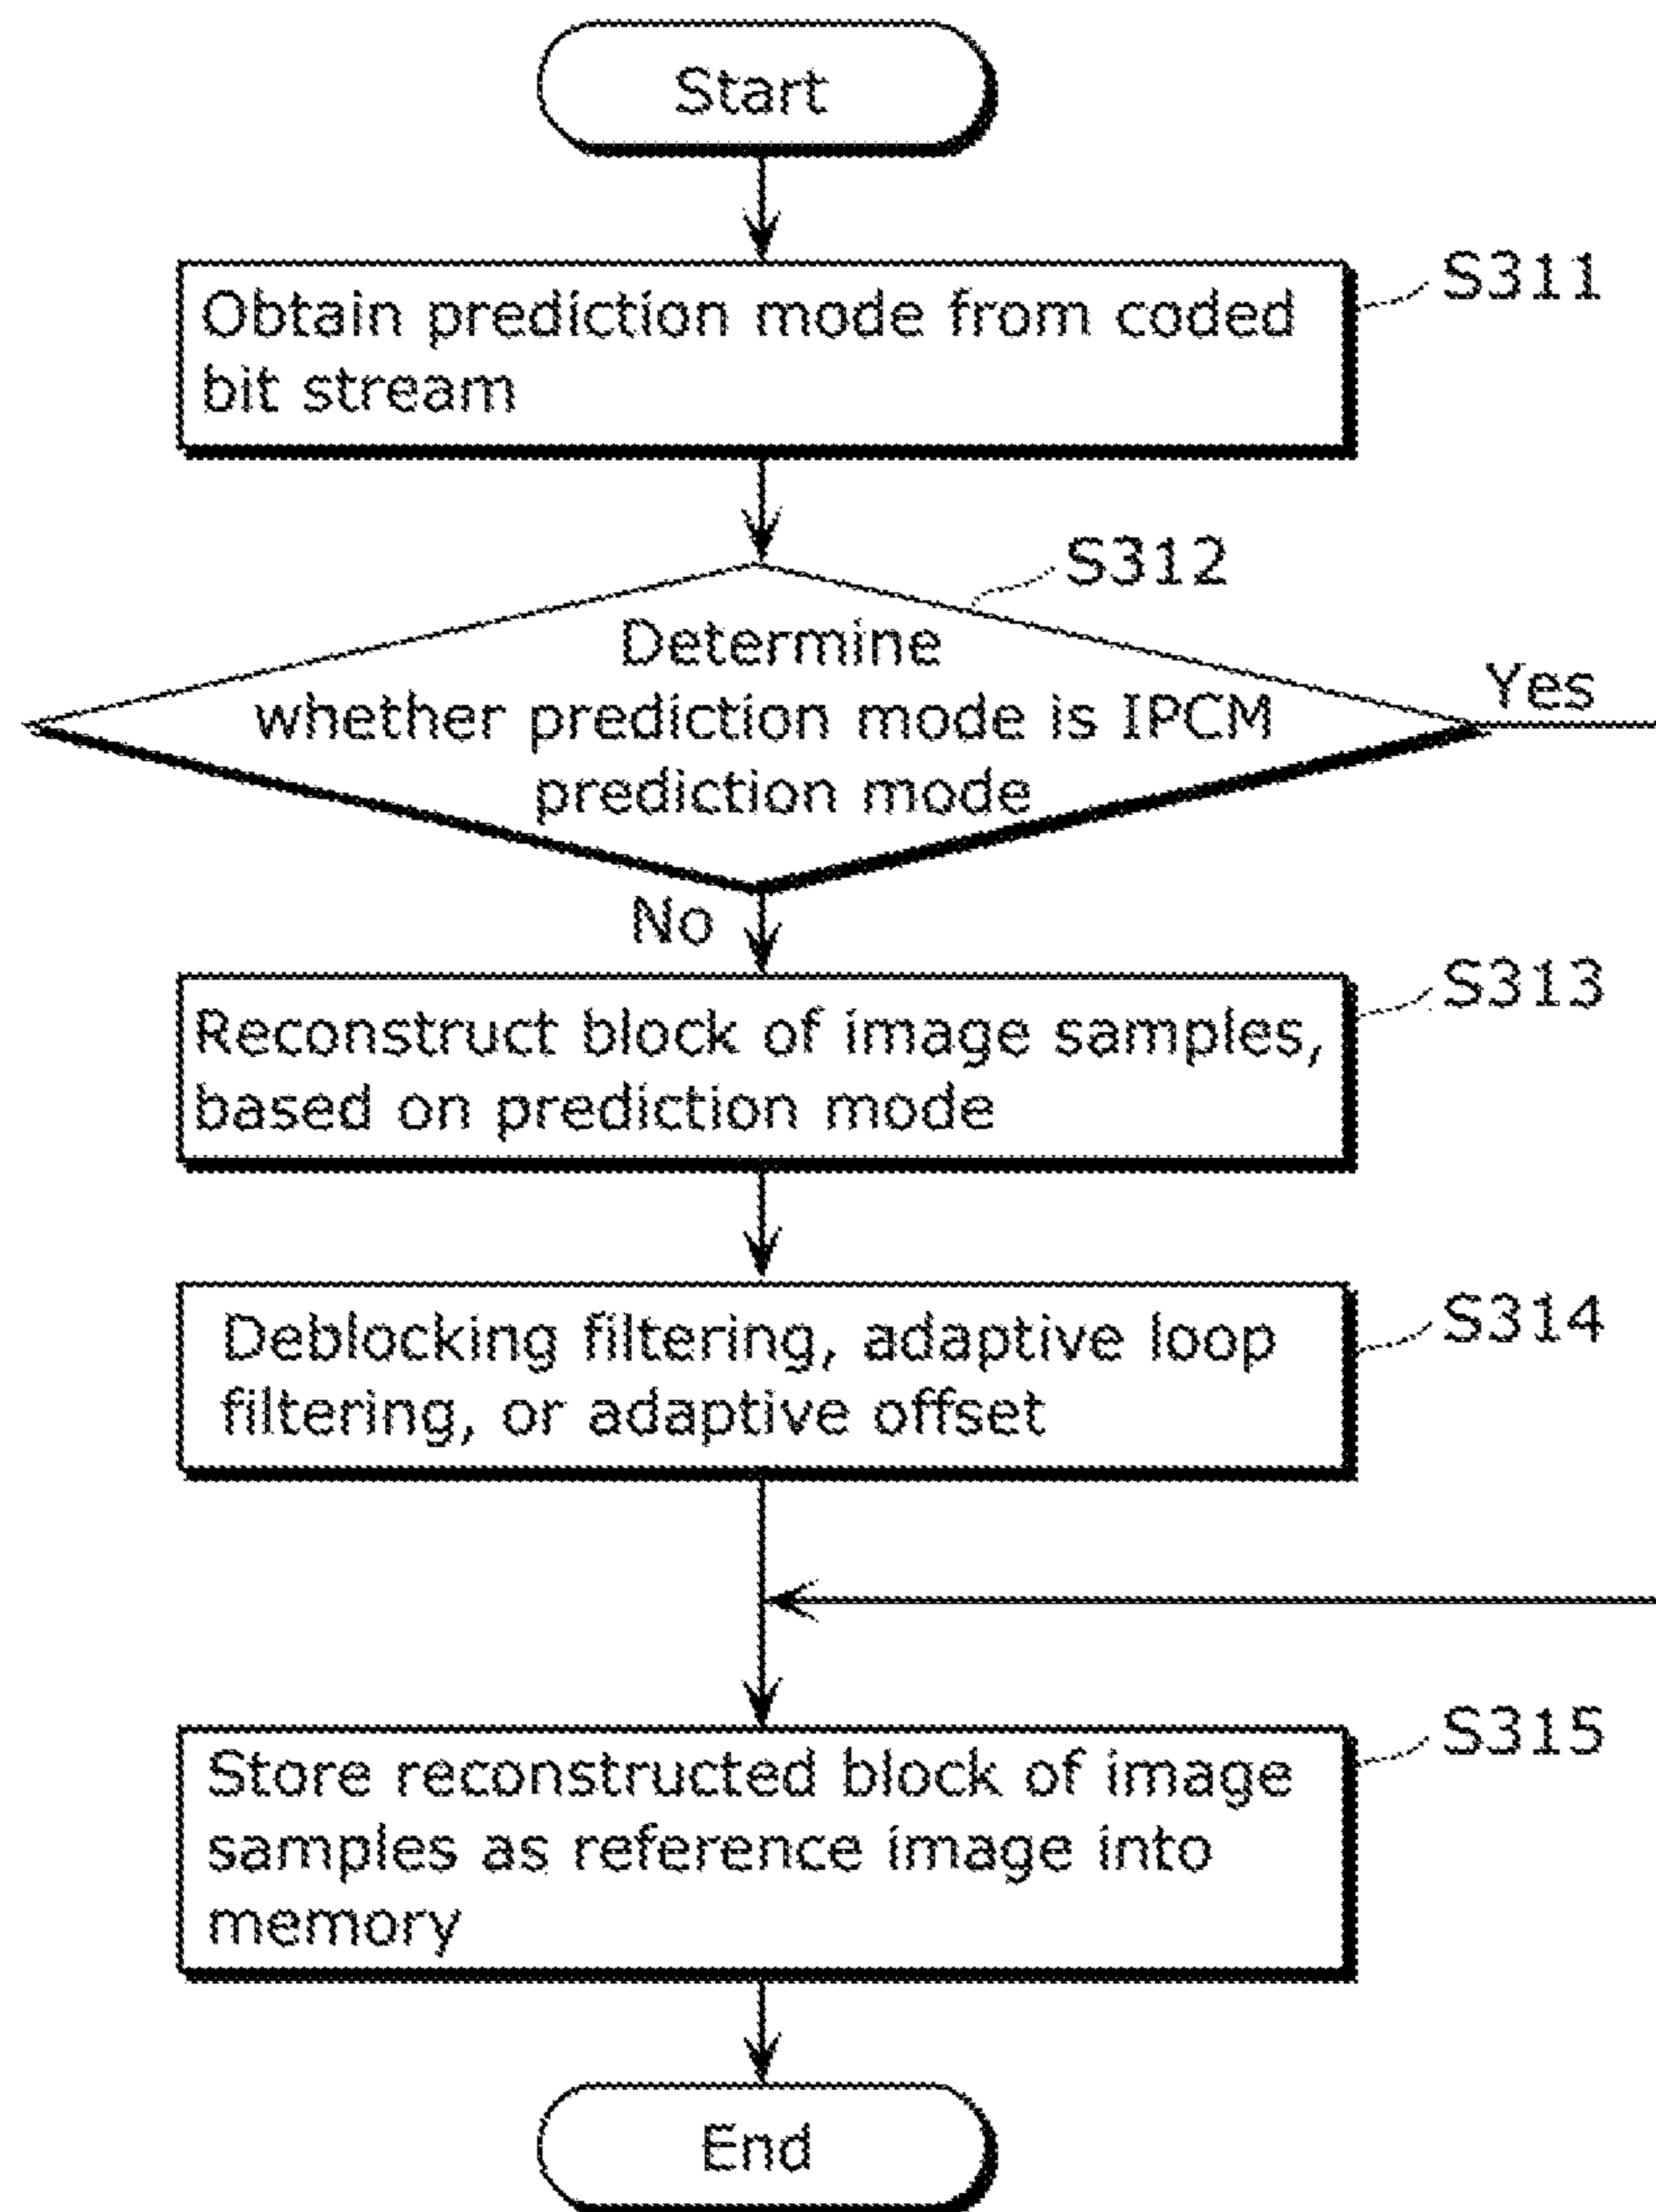 Start
S311
Obtain prediction mode from coded
bit stream
S312
Determine
whether prediction mode is IPCM
prediction mode
Yes
No
S313
Reconstruct block of image samples,
based on prediction mode
S314
Deblocking filtering, adaptive loop
filtering, or adaptive offset
S315
Store reconstructed block of image
samples as reference image into
memory
End